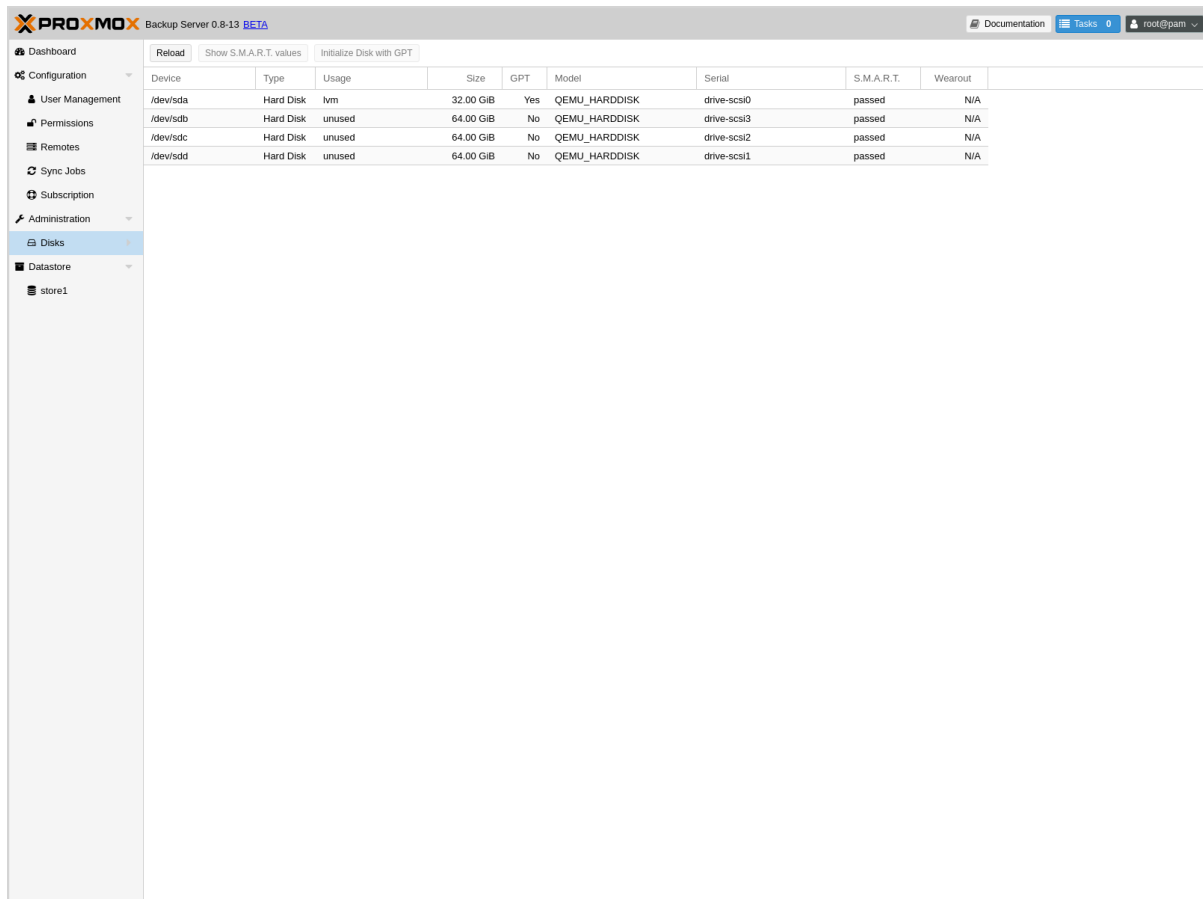 PROXMOX Backup Server 0.8-13 BETA Documentation Tasks 0 root@pam
Dashboard
Configuration
User Management
Permissions
Remotes
Sync Jobs
Subscription
Administration
Disks
Datastore
store1
Reload Show S.M.A.R.T. values Initialize Disk with GPT
Device Type Usage Size GPT Model Serial S.M.A.R.T. Wearout
/dev/sda Hard Disk lvm 32.00 GiB Yes QEMU_HARDDISK drive-scsi0 passed N/A
/dev/sdb Hard Disk unused 64.00 GiB No QEMU_HARDDISK drive-scsi3 passed N/A
/dev/sdc Hard Disk unused 64.00 GiB No QEMU_HARDDISK drive-scsi2 passed N/A
/dev/sdd Hard Disk unused 64.00 GiB No QEMU_HARDDISK drive-scsi1 passed N/A